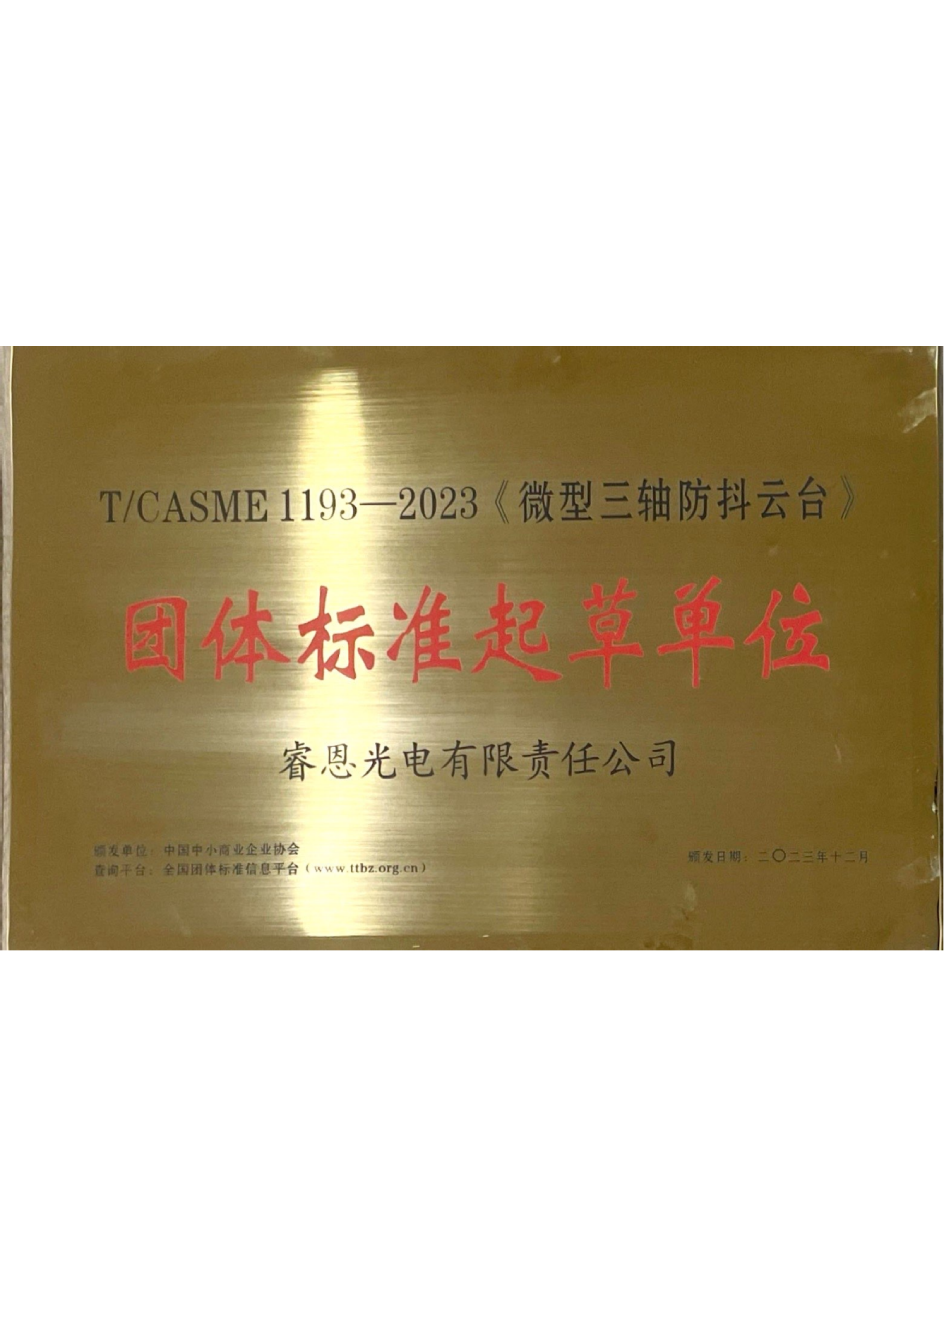 T/CASME 1193—2023《微型三轴防抖云台》
团体标准起草单位
睿恩光电有限责任公司
颁发单位：中国中小商业企业协会
查询平台：全国团体标准信息平台（www.ttbz.org.cn）
颁发日期：二〇二三年十二月